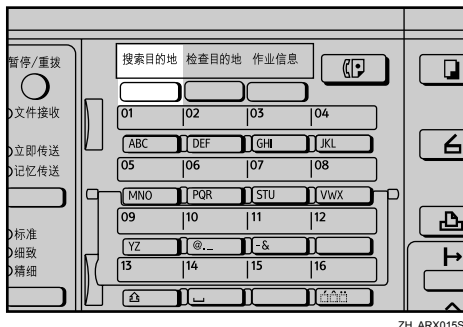 暂停/重拨
文件接收
立即传送
记忆传送
标准
细致
精细
搜索目的地 检查目的地 作业信息
01 02 03 04
ABC DEF GHI JKL
05 06 07 08
MNO PQR STU VWX
09 10 11 12
YZ @._ -&
13 14 15 16
ZH ARX015S